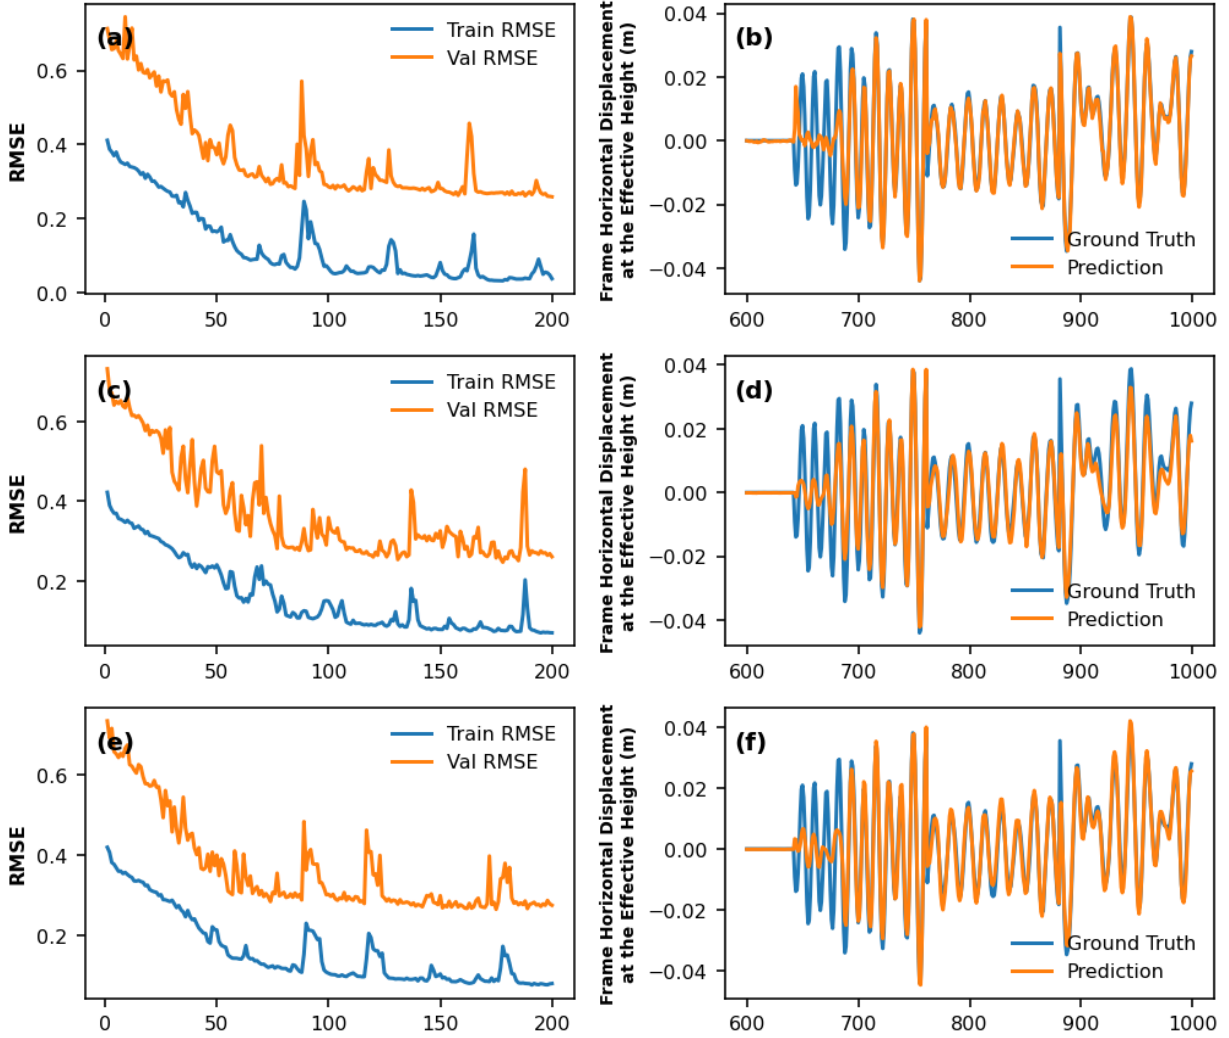 (a)
Train RMSE
Val RMSE
RMSE
0.6
0.4
0.2
0.0
0
50
100
150
200
(b)
Frame Horizontal Displacement
at the Effective Height (m)
0.04
0.02
0.00
−0.02
−0.04
Ground Truth
Prediction
600
700
800
900
1000
(c)
Train RMSE
Val RMSE
RMSE
0.6
0.4
0.2
0
50
100
150
200
(d)
Frame Horizontal Displacement
at the Effective Height (m)
0.04
0.02
0.00
−0.02
−0.04
Ground Truth
Prediction
600
700
800
900
1000
(e)
Train RMSE
Val RMSE
RMSE
0.6
0.4
0.2
0
50
100
150
200
(f)
Frame Horizontal Displacement
at the Effective Height (m)
0.04
0.02
0.00
−0.02
−0.04
Ground Truth
Prediction
600
700
800
900
1000